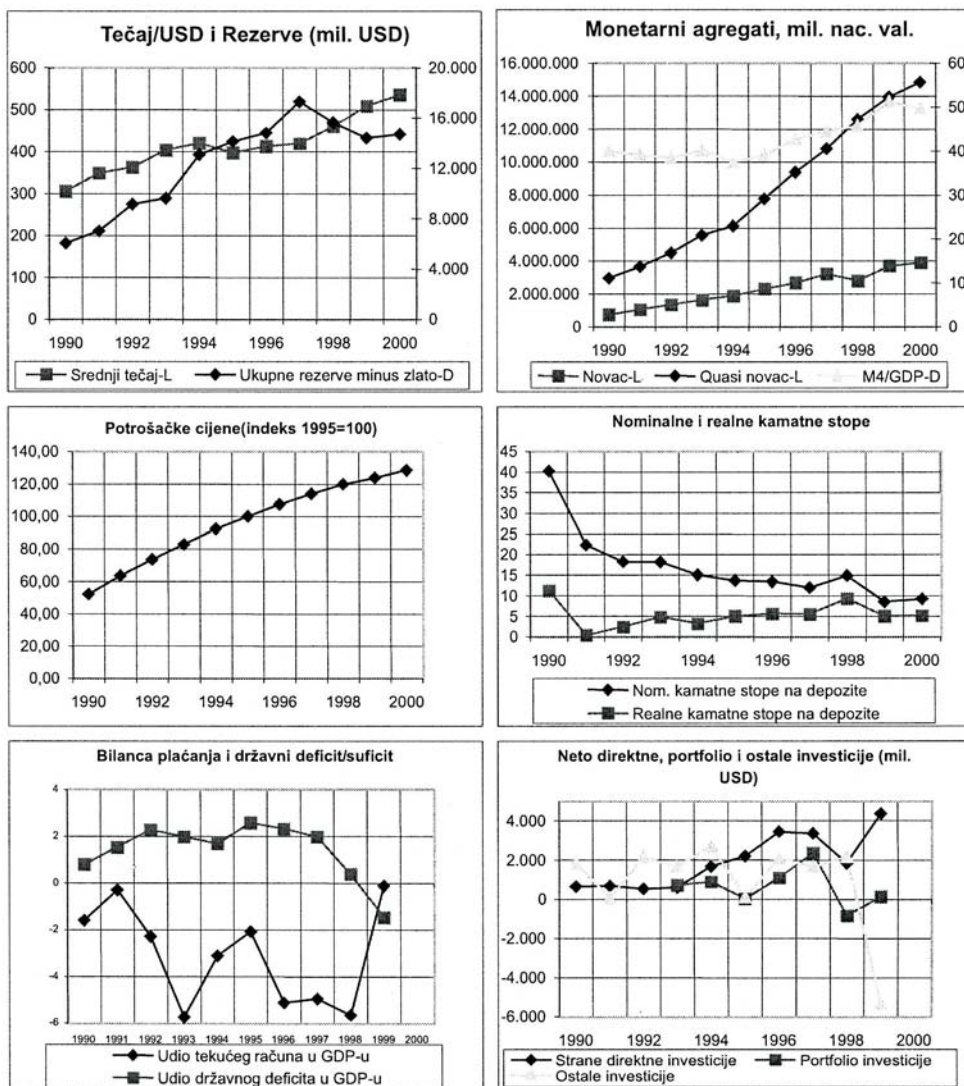 Tečaj/USD i Rezerve (mil. USD)
600
500
400
300
200
100
0
20.000
16.000
12.000
8.000
4.000
0
1990 1992 1994 1996 1998 2000
Srednji tečaj-L Ukupne rezerve minus zlato-D
Monetarni agregati, mil. nac. val.
16.000.000
14.000.000
12.000.000
10.000.000
8.000.000
6.000.000
4.000.000
2.000.000
0
60
50
40
30
20
10
0
1990 1992 1994 1996 1998 2000
Novac-L Quasi novac-L M4/GDP-D
Potrošačke cijene(indeks 1995=100)
140,00
120,00
100,00
80,00
60,00
40,00
20,00
0,00
1990 1992 1994 1996 1998 2000
Nominalne i realne kamatne stope
45
40
35
30
25
20
15
10
5
0
1990 1992 1994 1996 1998 2000
Nom. kamatne stope na depozite
Realne kamatne stope na depozite
Bilanca plaćanja i državni deficit/suficit
4
2
0
-2
-4
-6
1990 1991 1992 1993 1994 1995 1996 1997 1998 1999 2000
Udio tekućeg računa u GDP-u
Udio državnog deficita u GDP-u
Neto direktne, portfolio i ostale investicije (mil.
USD)
4.000
2.000
0
-2.000
-4.000
-6.000
1990 1992 1994 1996 1998 2000
Strane direktne investicije Portfolio investicije
Ostale investicije